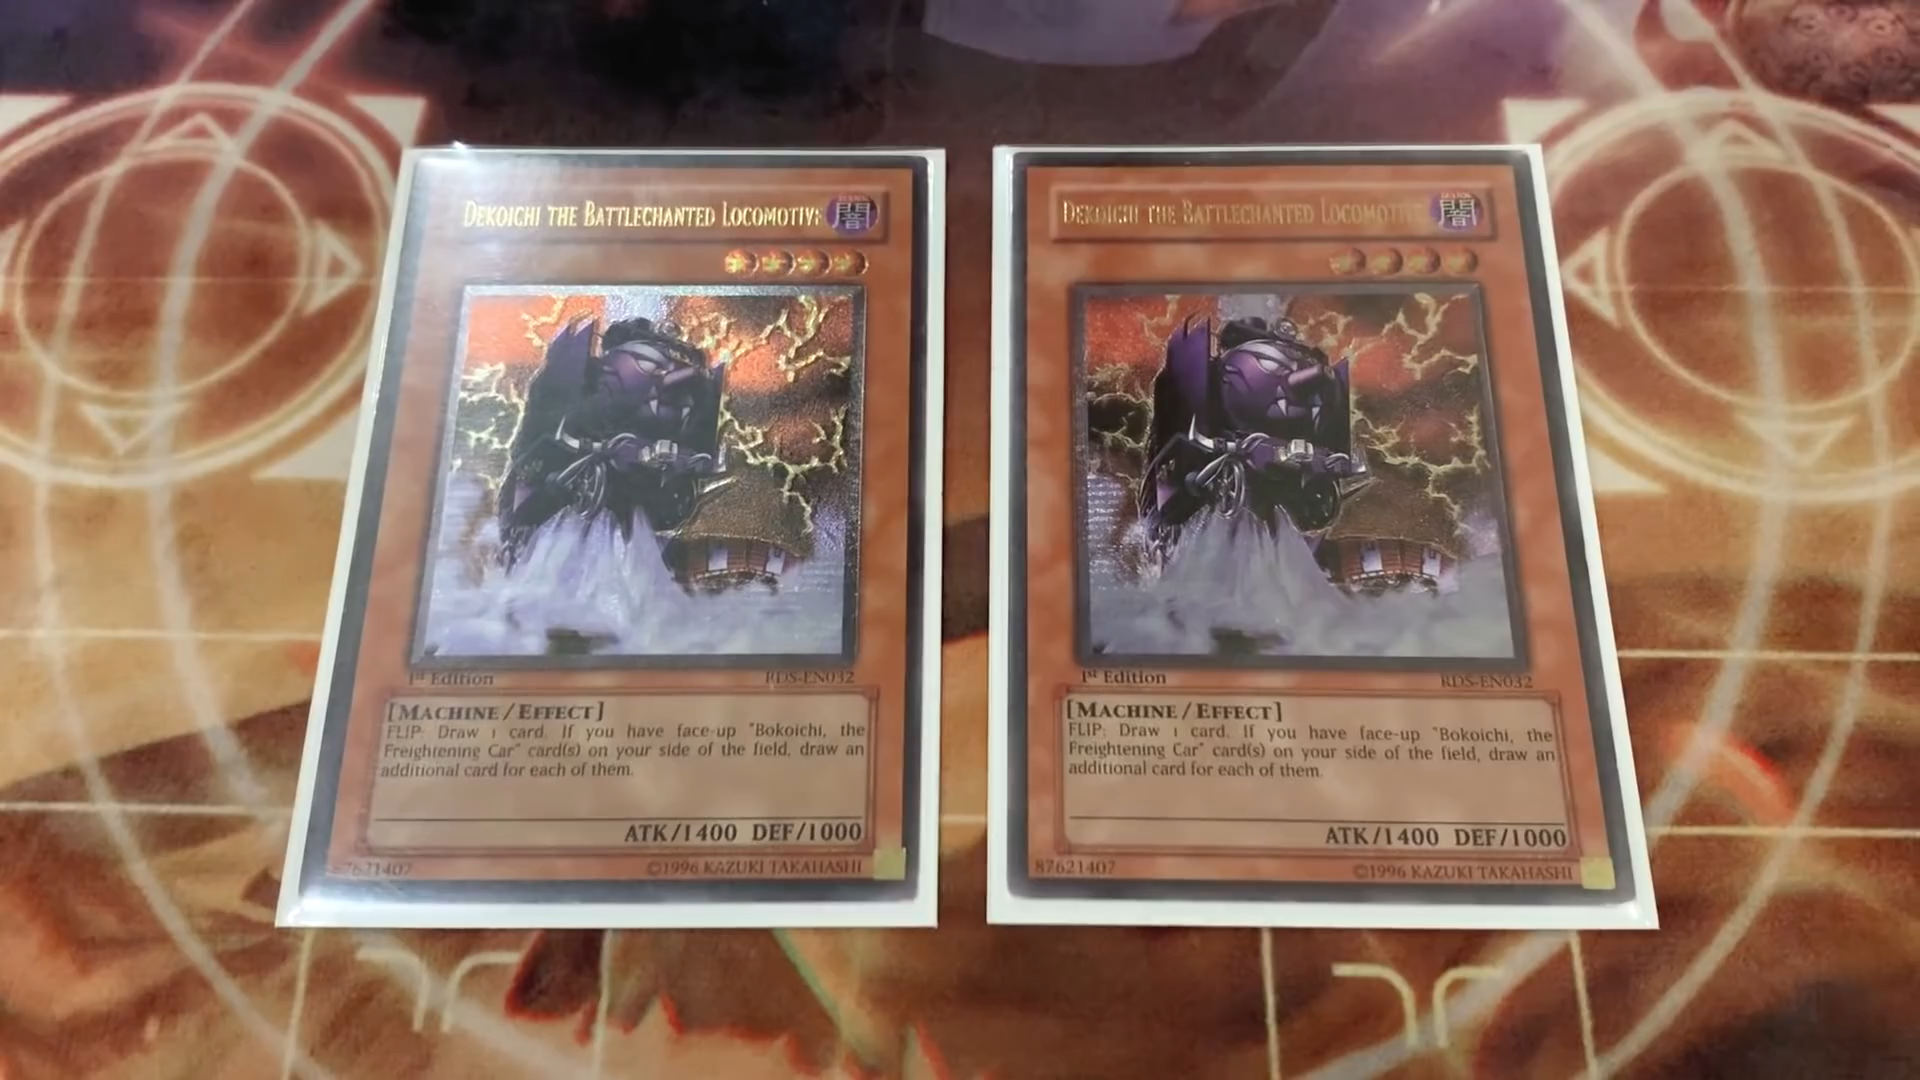 DEKOICHI THE BATTLECHANTED LOCOMOTIVE
闇
1st Edition
RDS-EN032
[MACHINE/EFFECT]
FLIP: Draw 1 card. If you have face-up "Bokoichi, the
Freightening Car" card(s) on your side of the field, draw an
additional card for each of them.
ATK/1400 DEF/1000
87621407
©1996 KAZUKI TAKAHASHI
DEKOICHI THE BATTLECHANTED LOCOMOTIVE
闇
1st Edition
RDS-EN032
[MACHINE/EFFECT]
FLIP: Draw 1 card. If you have face-up "Bokoichi, the
Freightening Car" card(s) on your side of the field, draw an
additional card for each of them.
ATK/1400 DEF/1000
87621407
©1996 KAZUKI TAKAHASHI